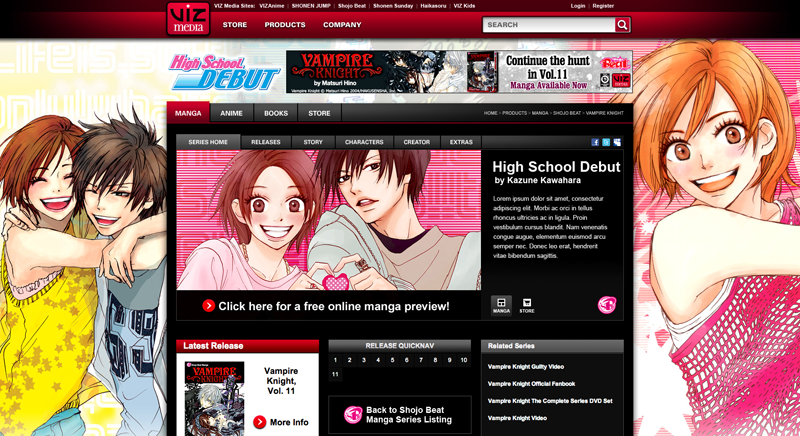 VIZ media
VIZ Media Sites: VIZAnime | SHONEN JUMP | Shojo Beat | Shonen Sunday | Haikasoru | VIZ Kids
Login | Register
STORE PRODUCTS COMPANY
SEARCH
High School DEBUT
VAMPIRE KNIGHT
by Matsuri Hino
Vampire Knight © Matsuri Hino 2004/HAKUSENSHA, Inc.
Continue the hunt
in Vol.11
Manga Available Now
MANGA ANIME BOOKS STORE
HOME > PRODUCTS > MANGA > SHOJO BEAT > VAMPIRE KNIGHT
SERIES HOME RELEASES STORY CHARACTERS CREATOR EXTRAS
High School Debut
by Kazune Kawahara
Lorem ipsum dolor sit amet, consectetur
adipiscing elit. Morbi ac orci in tellus
rhoncus ultricies ac in ligula. Proin
vestibulum cursus blandit. Nam venenatis
congue augue, elementum euismod arcu
semper nec. Donec leo erat, hendrerit
vitae bibendum sagittis.
Click here for a free online manga preview!
MANGA STORE
Latest Release
VAMPIRE
KNIGHT
Vampire
Knight,
Vol. 11
More Info
RELEASE QUICKNAV
1 2 3 4 5 6 7 8 9 10
11
Back to Shojo Beat
Manga Series Listing
Related Series
Vampire Knight Guilty Video
Vampire Knight Official Fanbook
Vampire Knight The Complete Series DVD Set
Vampire Knight Video